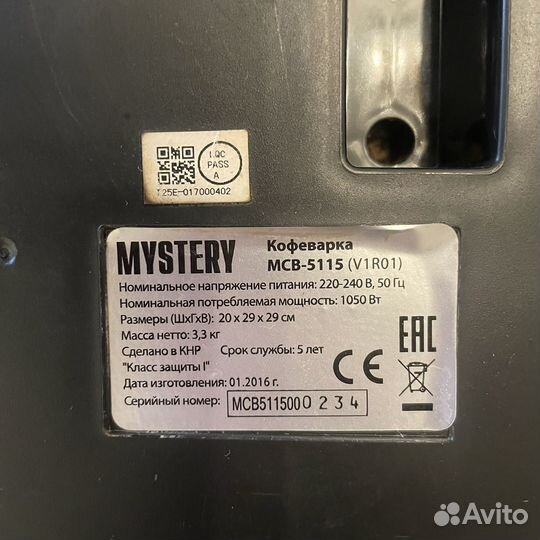 I.QC
PASS
A
T25E-017000402
MYSTERY
Кофеварка
MCB-5115 (V1R01)
Номинальное напряжение питания: 220-240 В, 50 Гц
Номинальная потребляемая мощность: 1050 Вт
Размеры (ШхГхВ): 20 x 29 x 29 см
Масса нетто: 3,3 кг
Сделано в КНР Срок службы: 5 лет
"Класс защиты I"
Дата изготовления: 01.2016 г.
Серийный номер: MCB5115000234
CE
EAC
Avito